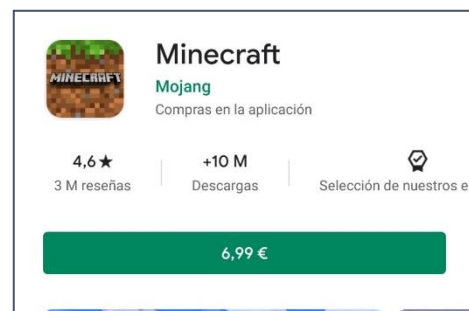 MINECRAFT
Minecraft
Mojang
Compras en la aplicación
4,6 ★
3 M reseñas
+10 M
Descargas
Selección de nuestros e
6,99 €